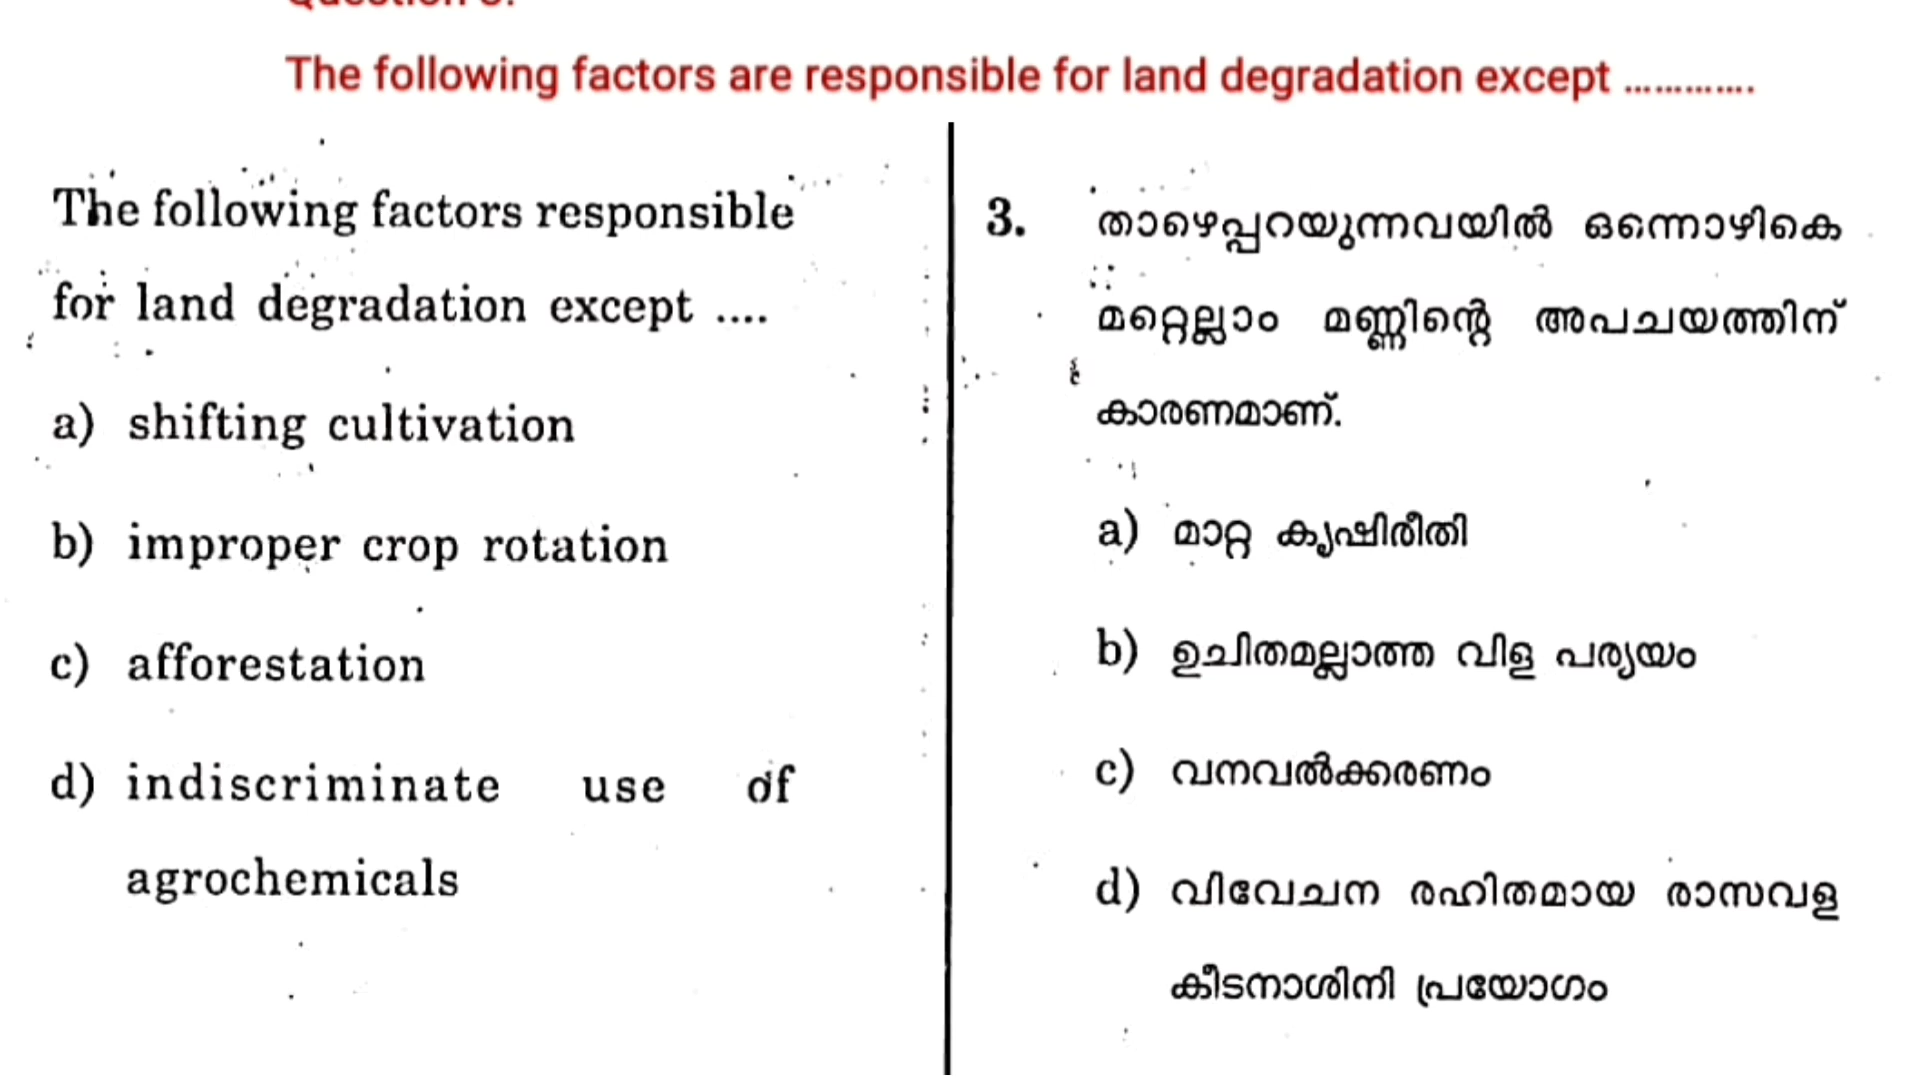 Question 3:
The following factors are responsible for land degradation except .............
The following factors responsible
for land degradation except ....
a) shifting cultivation
b) improper crop rotation
c) afforestation
d) indiscriminate use of
agrochemicals
3. താഴെപ്പറയുന്നവയിൽ ഒന്നൊഴികെ
മറ്റെല്ലാം മണ്ണിന്റെ അപചയത്തിന്
കാരണമാണ്.
a) മാറ്റ കൃഷിരീതി
b) ഉചിതമല്ലാത്ത വിള പര്യയം
c) വനവൽക്കരണം
d) വിവേചന രഹിതമായ രാസവള
കീടനാശിനി പ്രയോഗം